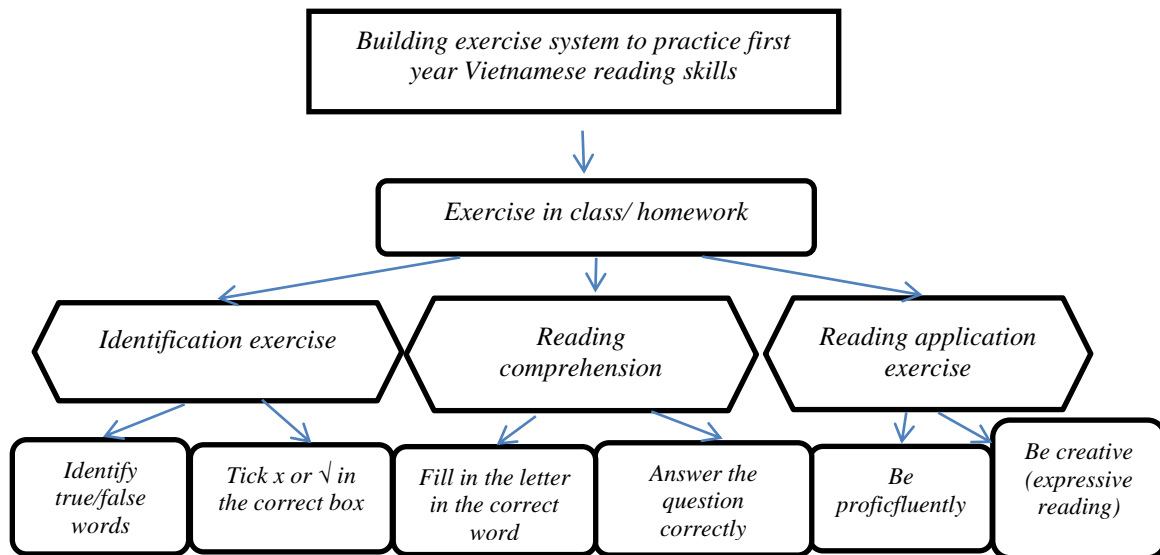 Building exercise system to practice first
year Vietnamese reading skills
Exercise in class/ homework
Identification exercise
Reading
comprehension
Reading application
exercise
Identify
true/false
words
Tick x or √ in
the correct box
Fill in the letter
in the correct
word
Answer the
question
correctly
Be
proficfluently
Be creative
(expressive
reading)